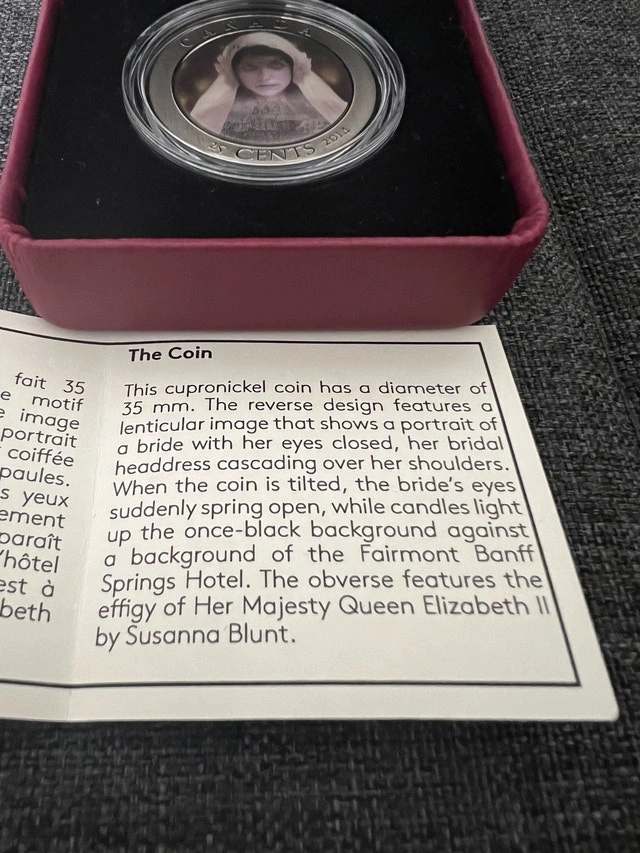 CANADA
25 CENTS 2014
The Coin
fait 35
e motif
e image
portrait
coiffée
paules.
s yeux
ement
paraît
'hôtel
est à
beth
This cupronickel coin has a diameter of
35 mm. The reverse design features a
lenticular image that shows a portrait of
a bride with her eyes closed, her bridal
headdress cascading over her shoulders.
When the coin is tilted, the bride's eyes
suddenly spring open, while candles light
up the once-black background against
a background of the Fairmont Banff
Springs Hotel. The obverse features the
effigy of Her Majesty Queen Elizabeth II
by Susanna Blunt.